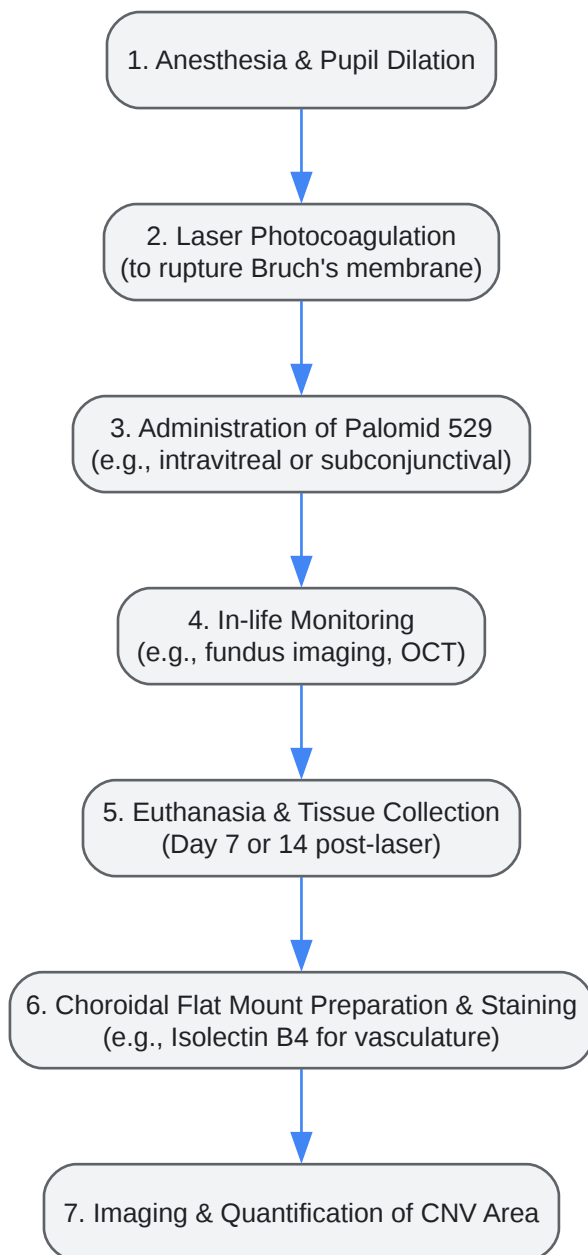 1. Anesthesia & Pupil Dilation
2. Laser Photocoagulation
(to rupture Bruch's membrane)
3. Administration of Palomid 529
(e.g., intravitreal or subconjunctival)
4. In-life Monitoring
(e.g., fundus imaging, OCT)
5. Euthanasia & Tissue Collection
(Day 7 or 14 post-laser)
6. Choroidal Flat Mount Preparation & Staining
(e.g., Isolectin B4 for vasculature)
7. Imaging & Quantification of CNV Area